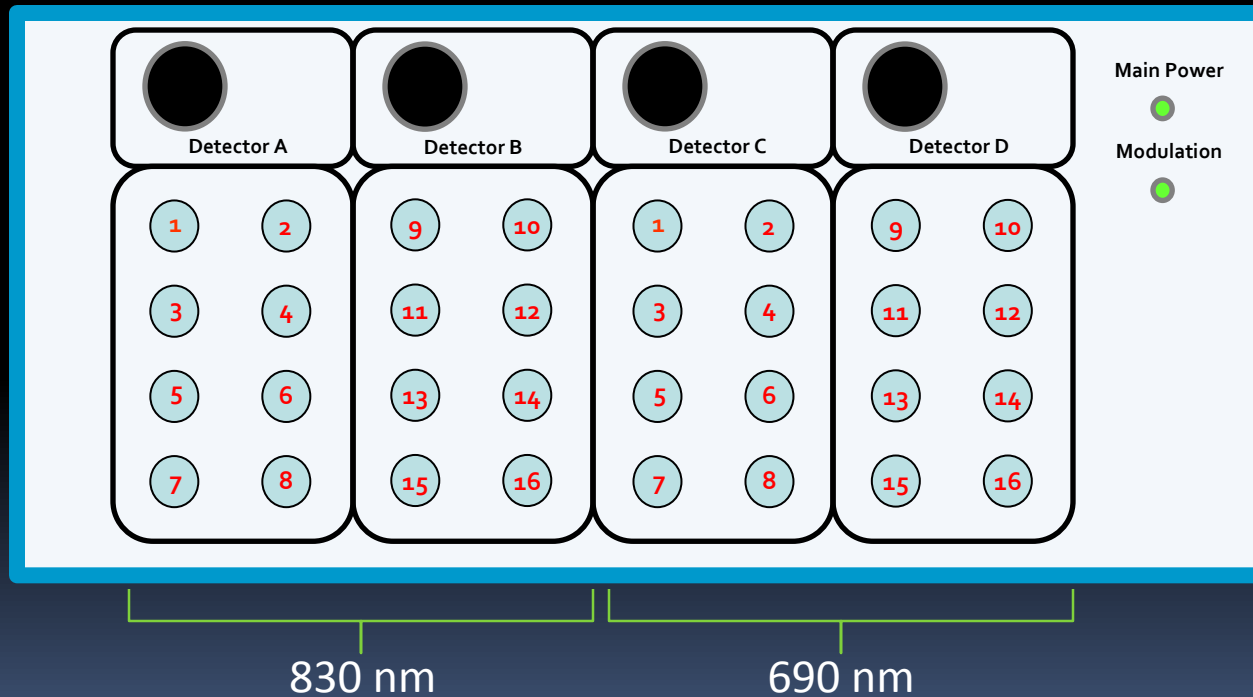 Main Power
Detector A Detector B Detector C Detector D
Modulation
1 2 9 10 1 2 9 10
3 4 11 12 3 4 11 12
5 6 13 14 5 6 13 14
7 8 15 16 7 8 15 16
830 nm 690 nm